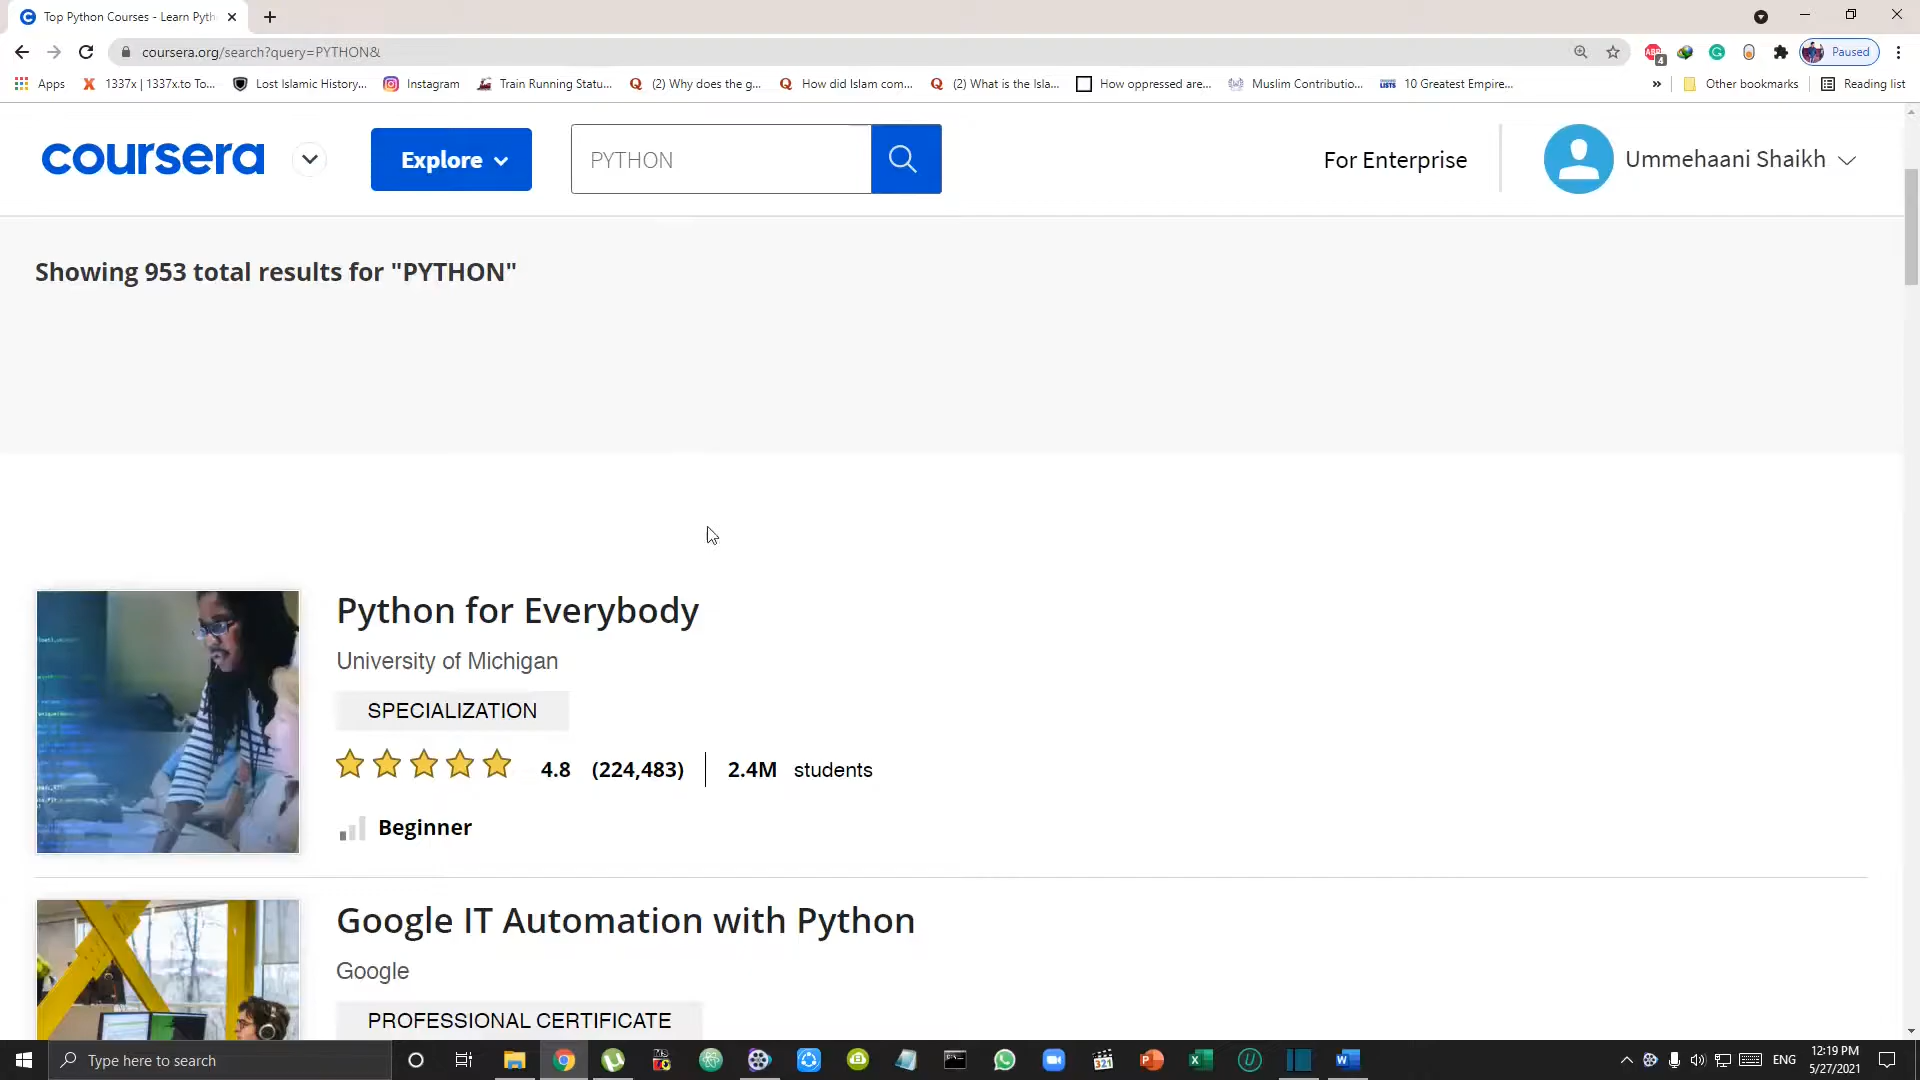 Top Python Courses - Learn Pyth
coursera.org/search?query=PYTHON&
4
Paused
Apps
1337x | 1337x.to To...
Lost Islamic History...
Instagram
Train Running Statu...
(2) Why does the g...
How did Islam com...
(2) What is the Isla...
How oppressed are...
Muslim Contributio...
LISTS
10 Greatest Empire...
»
Other bookmarks
Reading list
coursera
Explore
PYTHON
For Enterprise
Ummehaani Shaikh
Showing 953 total results for "PYTHON"
Python for Everybody
University of Michigan
SPECIALIZATION
4.8 (224,483) 2.4M students
Beginner
Google IT Automation with Python
Google
PROFESSIONAL CERTIFICATE
Type here to search
ENG
12:19 PM
5/27/2021